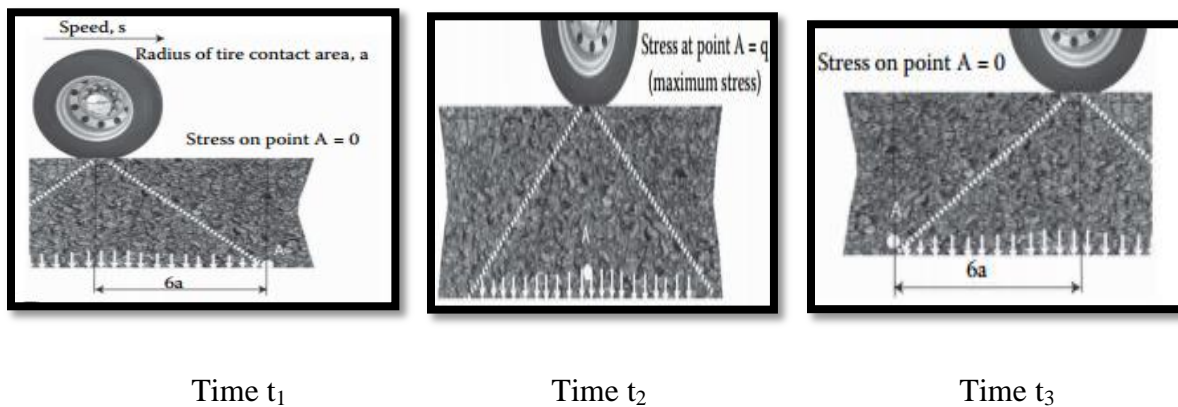 Speed, s
Radius of tire contact area, a
Stress on point A = 0
A
6a
Stress at point A = q
(maximum stress)
A
Stress on point A = 0
A
6a
Time t₁
Time t₂
Time t₃